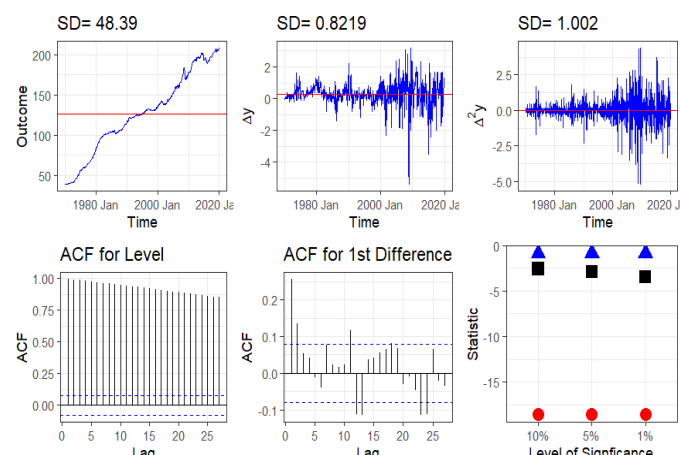 SD= 48.39
SD= 0.8219
SD= 1.002
Outcome
200
150
100
50
1980 Jan
2000 Jan
2020 Ja
Time
Δy
2
0
-2
-4
1980 Jan
2000 Jan
2020 Ja
Time
Δ²y
2.5
0.0
-2.5
-5.0
1980 Jan
2000 Jan
2020 J
Time
ACF for Level
ACF for 1st Difference
ACF
1.00
0.75
0.50
0.25
0.00
0
5
10
15
20
25
Lag
ACF
0.2
0.1
0.0
-0.1
0
5
10
15
20
25
Lag
Statistic
0
-5
-10
-15
10%
5%
1%
Level of Signficance